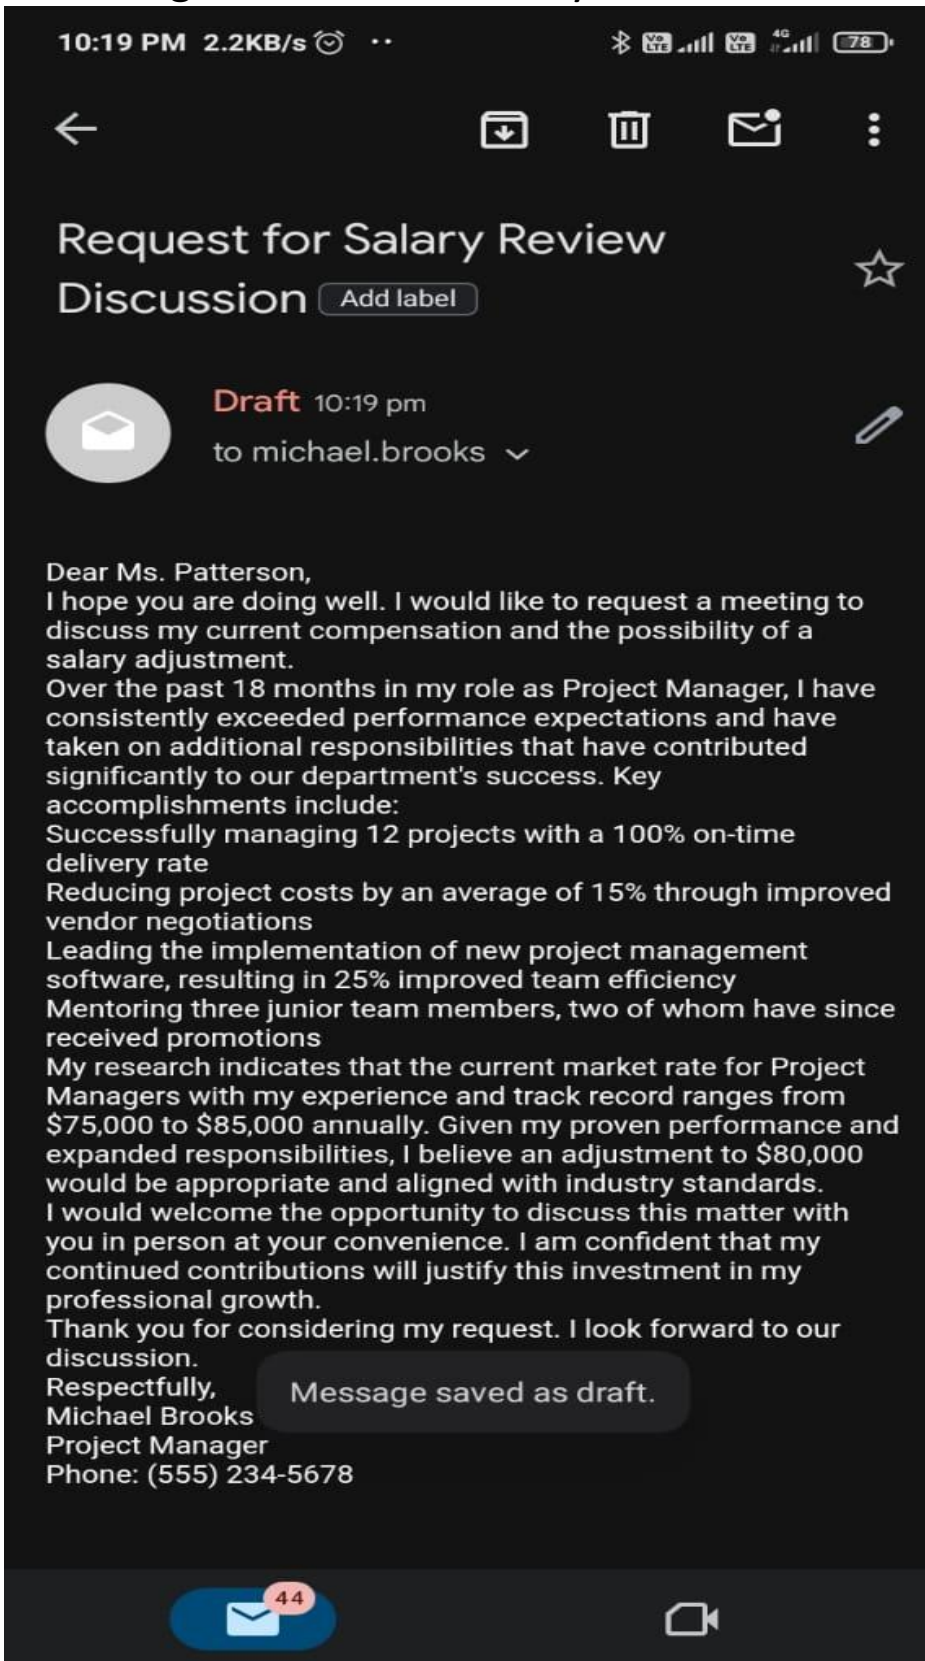 10:19 PM 2.2KB/s
Vo LTE Vo LTE 4G 78
Request for Salary Review
Discussion Add label
Draft 10:19 pm
to michael.brooks
Dear Ms. Patterson,
I hope you are doing well. I would like to request a meeting to
discuss my current compensation and the possibility of a
salary adjustment.
Over the past 18 months in my role as Project Manager, I have
consistently exceeded performance expectations and have
taken on additional responsibilities that have contributed
significantly to our department's success. Key
accomplishments include:
Successfully managing 12 projects with a 100% on-time
delivery rate
Reducing project costs by an average of 15% through improved
vendor negotiations
Leading the implementation of new project management
software, resulting in 25% improved team efficiency
Mentoring three junior team members, two of whom have since
received promotions
My research indicates that the current market rate for Project
Managers with my experience and track record ranges from
$75,000 to $85,000 annually. Given my proven performance and
expanded responsibilities, I believe an adjustment to $80,000
would be appropriate and aligned with industry standards.
I would welcome the opportunity to discuss this matter with
you in person at your convenience. I am confident that my
continued contributions will justify this investment in my
professional growth.
Thank you for considering my request. I look forward to our
discussion.
Respectfully,
Message saved as draft.
Michael Brooks
Project Manager
Phone: (555) 234-5678
44